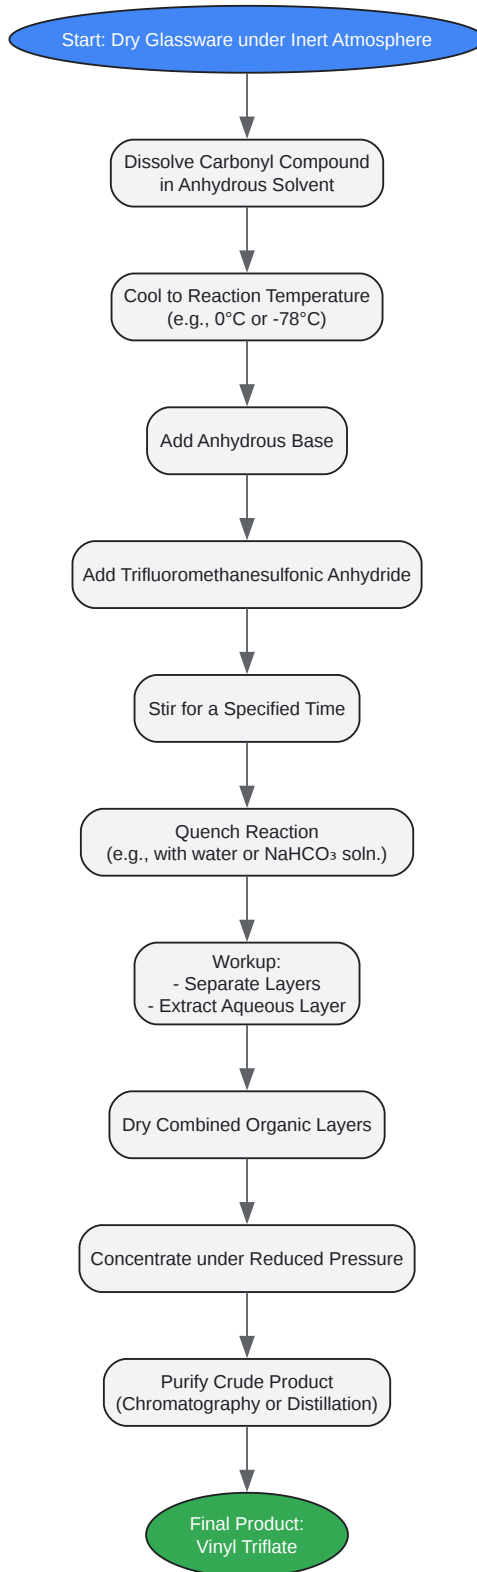 Start: Dry Glassware under Inert Atmosphere
Dissolve Carbonyl Compound
in Anhydrous Solvent
Cool to Reaction Temperature
(e.g., 0°C or -78°C)
Add Anhydrous Base
Add Trifluoromethanesulfonic Anhydride
Stir for a Specified Time
Quench Reaction
(e.g., with water or NaHCO₃ soln.)
Workup:
- Separate Layers
- Extract Aqueous Layer
Dry Combined Organic Layers
Concentrate under Reduced Pressure
Purify Crude Product
(Chromatography or Distillation)
Final Product:
Vinyl Triflate